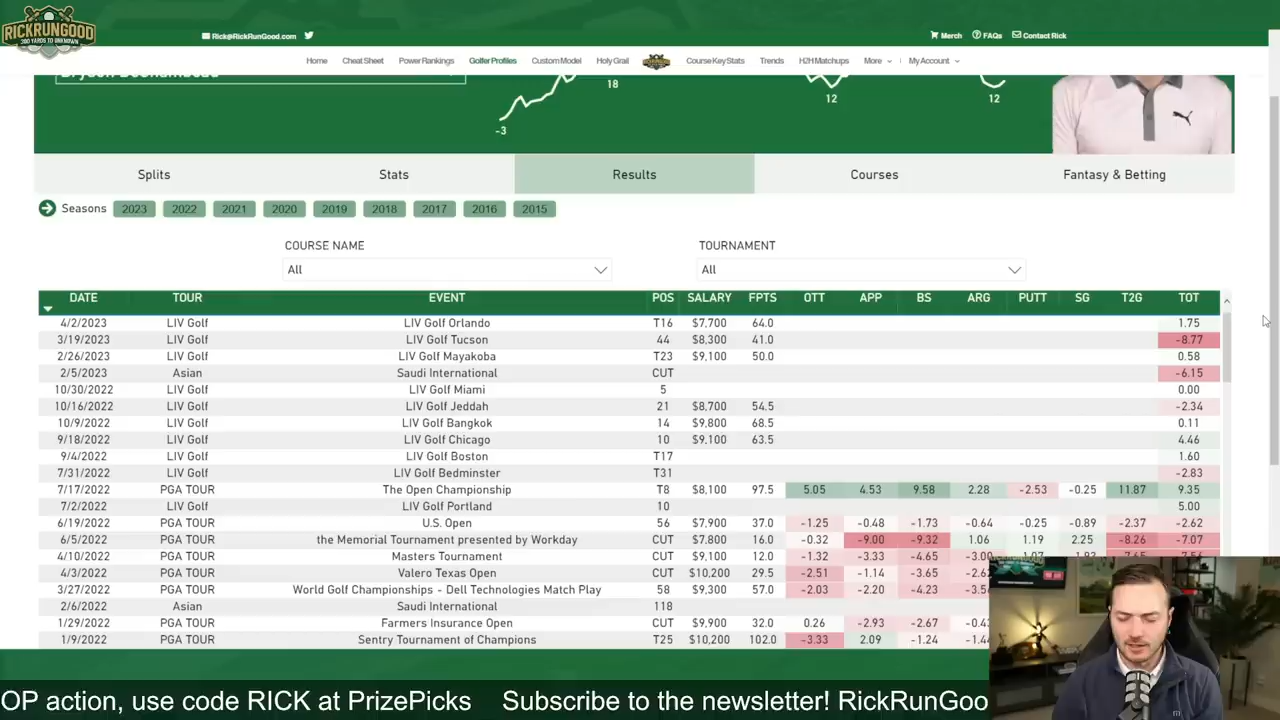 RICKRUNGOOD
300 YARDS TO UNKNOWN
Rick@RickRunGood.com
Merch FAQs Contact Rick
Home Cheat Sheet Power Rankings Golfer Profiles Custom Model Holy Grail Course Key Stats Trends H2H Matchups More My Account
Bryson DeChambeau
-3 18 12 12
Splits Stats Results Courses Fantasy & Betting
Seasons 2023 2022 2021 2020 2019 2018 2017 2016 2015
COURSE NAME TOURNAMENT
All All
DATE TOUR EVENT POS SALARY FPTS OTT APP BS ARG PUTT SG T2G TOT
4/2/2023 LIV Golf LIV Golf Orlando T16 $7,700 64.0 1.75
3/19/2023 LIV Golf LIV Golf Tucson 44 $8,300 41.0 -8.77
2/26/2023 LIV Golf LIV Golf Mayakoba T23 $9,100 50.0 0.58
2/5/2023 Asian Saudi International CUT -6.15
10/30/2022 LIV Golf LIV Golf Miami 5 0.00
10/16/2022 LIV Golf LIV Golf Jeddah 21 $8,700 54.5 -2.34
10/9/2022 LIV Golf LIV Golf Bangkok 14 $9,800 68.5 0.11
9/18/2022 LIV Golf LIV Golf Chicago 10 $9,100 63.5 4.46
9/4/2022 LIV Golf LIV Golf Boston T17 1.60
7/31/2022 LIV Golf LIV Golf Bedminster T31 -2.83
7/17/2022 PGA TOUR The Open Championship T8 $8,100 97.5 5.05 4.53 9.58 2.28 -2.53 -0.25 11.87 9.35
7/2/2022 LIV Golf LIV Golf Portland 10 5.00
6/19/2022 PGA TOUR U.S. Open 56 $7,900 37.0 -1.25 -0.48 -1.73 -0.64 -0.25 -0.89 -2.37 -2.62
6/5/2022 PGA TOUR the Memorial Tournament presented by Workday CUT $7,800 16.0 -0.32 -9.00 -9.32 1.06 1.19 2.25 -8.26 -7.07
4/10/2022 PGA TOUR Masters Tournament CUT $9,100 12.0 -1.32 -3.33 -4.65 -3.00
4/3/2022 PGA TOUR Valero Texas Open CUT $10,200 29.5 -2.51 -1.14 -3.65
3/27/2022 PGA TOUR World Golf Championships - Dell Technologies Match Play 58 $9,300 57.0 -2.03 -2.20 -4.23
2/6/2022 Asian Saudi International 118
1/29/2022 PGA TOUR Farmers Insurance Open CUT $9,900 32.0 0.26 -2.93 -2.67
1/9/2022 PGA TOUR Sentry Tournament of Champions T25 $10,200 102.0 -3.33 2.09 -1.24
OP action, use code RICK at PrizePicks Subscribe to the newsletter! RickRunGoo